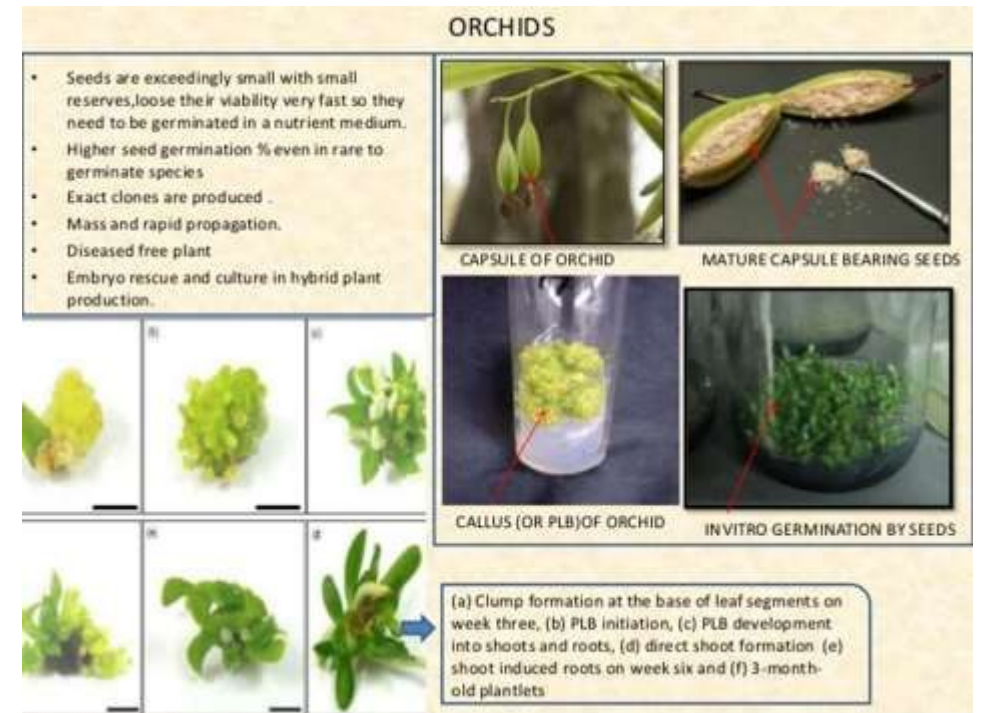 ORCHIDS
• Seeds are exceedingly small with small
reserves,loose their viability very fast so they
need to be germinated in a nutrient medium.
• Higher seed germination % even in rare to
germinate species
• Exact clones are produced .
• Mass and rapid propagation.
• Diseased free plant
• Embryo rescue and culture in hybrid plant
production.
CAPSULE OF ORCHID
MATURE CAPSULE BEARING SEEDS
CALLUS (OR PLB)OF ORCHID
INVITRO GERMINATION BY SEEDS
(a) Clump formation at the base of leaf segments on
week three, (b) PLB initiation, (c) PLB development
into shoots and roots, (d) direct shoot formation (e)
shoot induced roots on week six and (f) 3-month-
old plantlets